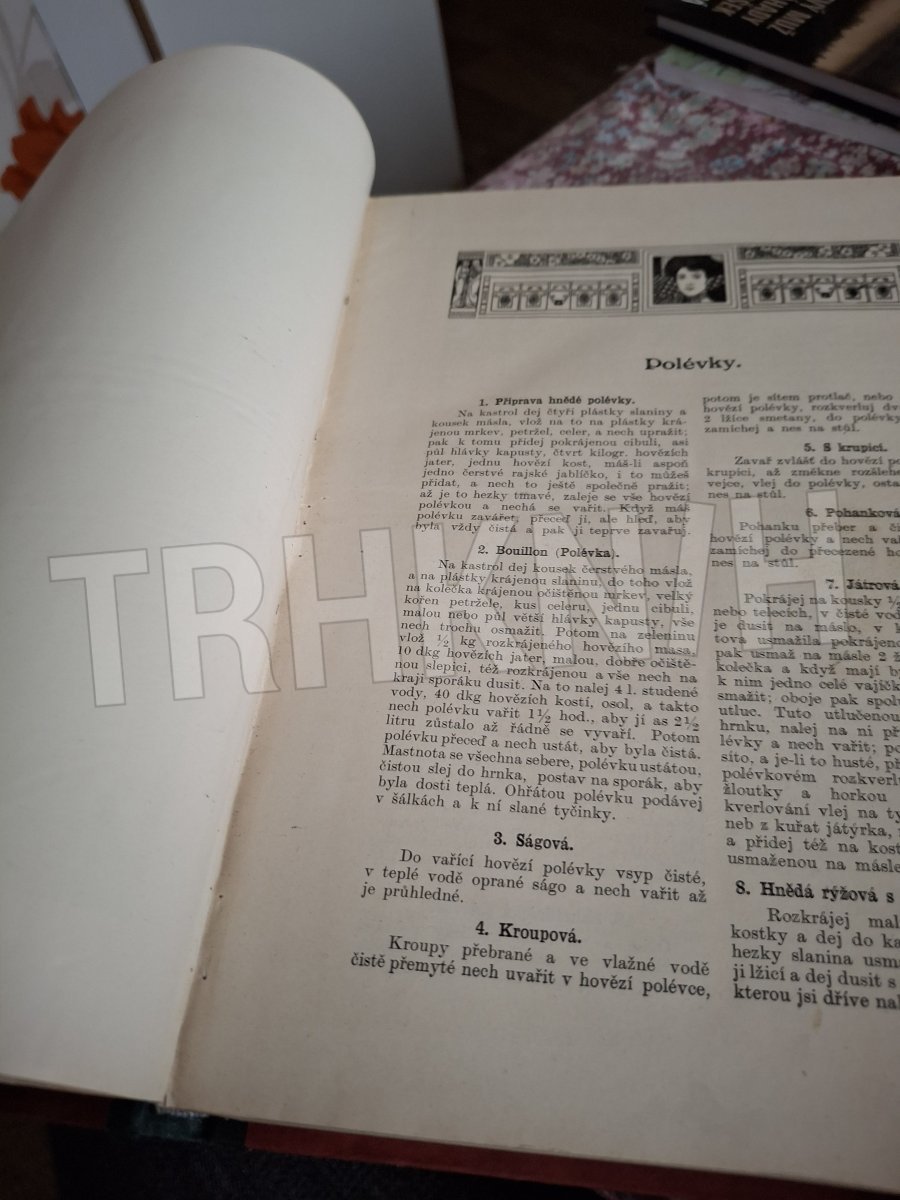 Polévky.
1. Příprava hnědé polévky.
Na kastrol dej čtyři plástky slaniny a
kousek másla, vlož na to na plástky krá-
jenou mrkev, petržel, celer, a nech upražit;
pak k tomu přidej pokrájenou cibuli, asi
půl hlávky kapusty, čtvrt kilogr. hovězích
jater, jednu hovězí kost, máš-li aspoň
jedno čerstvé rajské jablíčko, i to můžeš
přidat, a nech to ještě společně pražit;
až je to hezky tmavé, zaleje se vše hovězí
polévkou a nechá se vařit. Když máš
polévku zavářet, přeceď ji, ale hleď, aby
byla vždy čistá a pak ji teprve zavařuj.
2. Bouillon (Polévka).
Na kastrol dej kousek čerstvého másla,
a na plástky krájenou slaninu, do toho vlož
na kolečka krájenou očištěnou mrkev, velký
kořen petržele, kus celeru, jednu cibuli,
malou nebo půl větší hlávky kapusty, vše
nech trochu osmažit. Potom na zeleninu
vlož ½ kg rozkrájeného hovězího masa,
10 dkg hovězích jater, malou, dobře očiště-
nou slepici, též rozkrájenou a vše nech na
kraji sporáku dusit. Na to nalej 4 l. studené
vody, 40 dkg hovězích kostí, osol, a takto
nech polévku vařit 1½ hod., aby jí as 2½
litru zůstalo až řádně se vyvaří. Potom
polévku přeceď a nech ustát, aby byla čistá.
Mastnota se všechna sebere, polévku ustátou,
čistou slej do hrnka, postav na sporák, aby
byla dosti teplá. Ohřátou polévku podávej
v šálkách a k ní slané tyčinky.
3. Ságová.
Do vařící hovězí polévky vsyp čisté,
v teplé vodě oprané ságo a nech vařit až
je průhledné.
4. Kroupová.
Kroupy přebrané a ve vlažné vodě
čistě přemyté nech uvařit v hovězí polévce,
potom je sítem protlač, nebo
hovězí polévky, rozkverluj
2 lžíce smetany, do polévky
zamíchej a nes na stůl.
5. S krupicí.
Zavař zvlášť do hovězí
krupici, až změkne
vejce, vlej do polévky,
nes na stůl.
6. Pohanková
Pohanku přeber a
hovězí polévky a nech
zamíchej do přecezené
nes na stůl.
7. Játrová
Pokrájej na kousky
nebo telecích, v čisté
je dusit na máslo, v
tová usmažila pokrájeno
pak usmaž na másle 2
kolečka a když mají
k nim jedno celé vajíčk
smažit; oboje pak
utluc. Tuto utlučenou
hrnku, nalej na ni
lévky a nech vařit;
síto, a je-li to husté,
polévkovém
žloutky a horkou
kverlování vlej na
neb z kuřat játýrka,
a přidej též na
usmaženou na másle
8. Hnědá rýžová s
Rozkrájej
kostky a dej do
hezky slanina
ji lžicí a dej dusit s
kterou jsi dříve
TRHKNVH